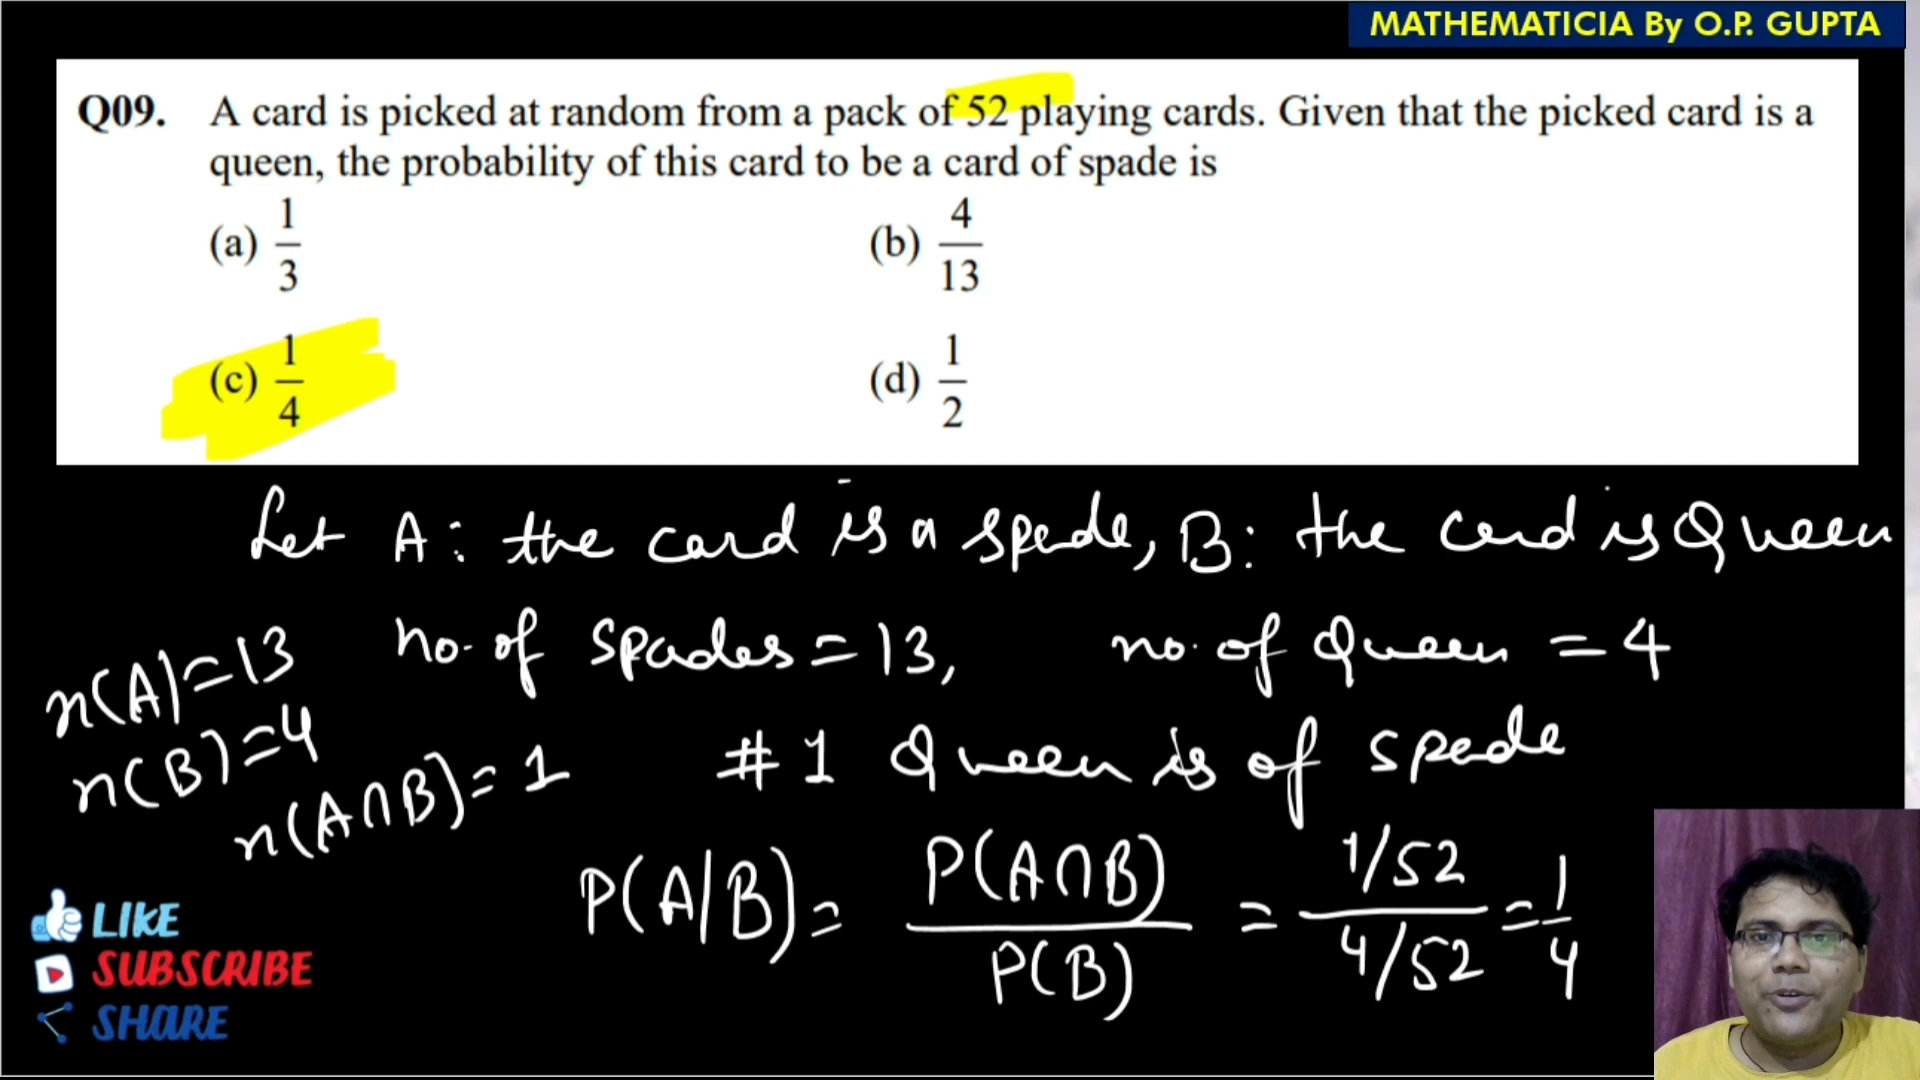 MATHEMATICIA By O.P. GUPTA
Q09. A card is picked at random from a pack of 52 playing cards. Given that the picked card is a
queen, the probability of this card to be a card of spade is
(a) 1/3 (b) 4/13
(c) 1/4 (d) 1/2
Let A: the card is a spade, B: the card is Queen
n(A)=13 no. of spades = 13, no. of Queen = 4
n(B)=4 # 1 Queen is of spade
n(A∩B)=1
P(A/B) = P(A∩B)/P(B) = (1/52)/(4/52) = 1/4
LIKE
SUBSCRIBE
SHARE